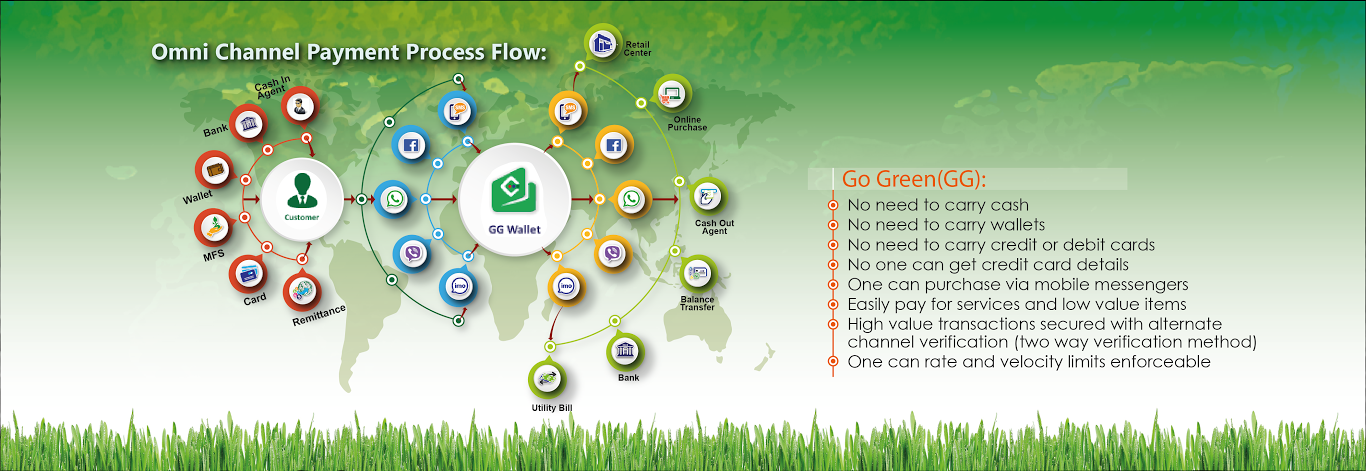 Omni Channel Payment Process Flow:
Cash In
Agent
Bank
Wallet
MFS
Card
Remittance
Customer
SMS
imo
GG Wallet
SMS
imo
Retail
Center
Online
Purchase
Cash Out
Agent
Balance
Transfer
Bank
Utility Bill
Go Green(GG):
No need to carry cash
No need to carry wallets
No need to carry credit or debit cards
No one can get credit card details
One can purchase via mobile messengers
Easily pay for services and low value items
High value transactions secured with alternate
channel verification (two way verification method)
One can rate and velocity limits enforceable